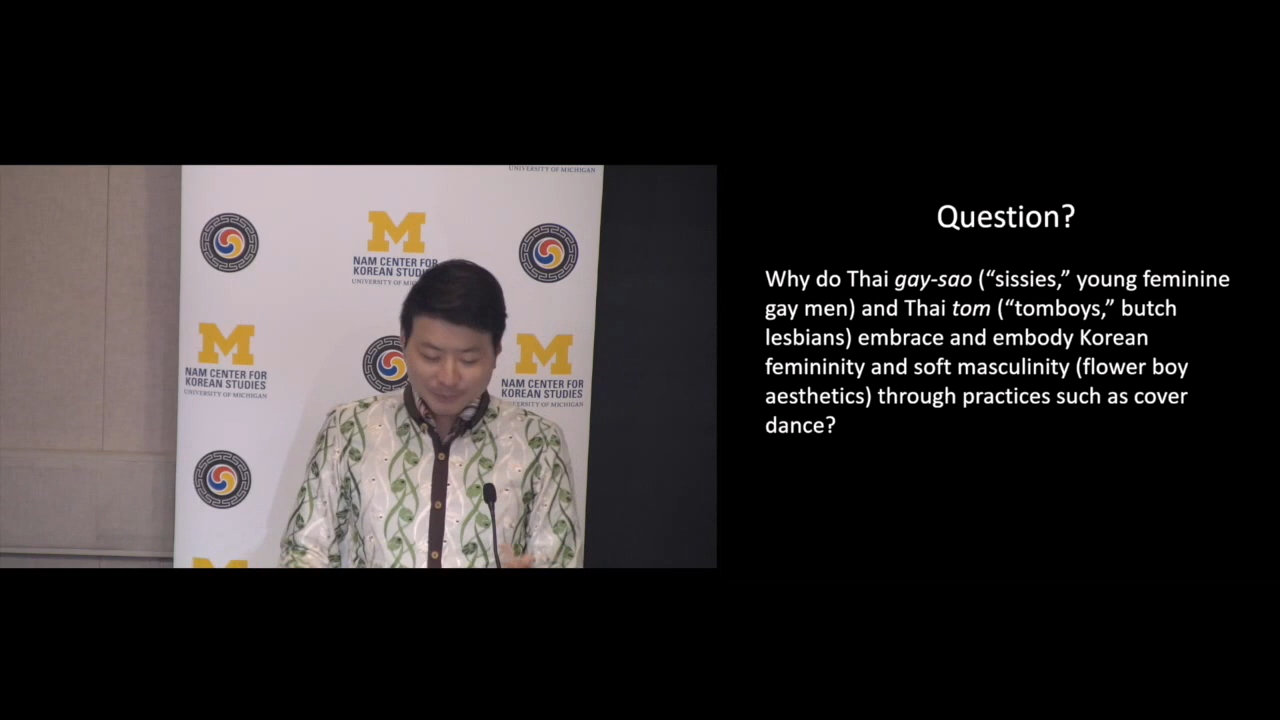 UNIVERSITY OF MICHIGAN
M
NAM CENTER FOR
KOREAN STUDIES
UNIVERSITY OF MICHIGAN
M
NAM CENTER FOR
KOREAN STUDIES
UNIVERSITY OF MICHIGAN
M
NAM CENTER FOR
KOREAN STUDIES
UNIVERSITY OF MICHIGAN
M
Question?
Why do Thai gay-sao (“sissies,” young feminine
gay men) and Thai tom (“tomboys,” butch
lesbians) embrace and embody Korean
femininity and soft masculinity (flower boy
aesthetics) through practices such as cover
dance?